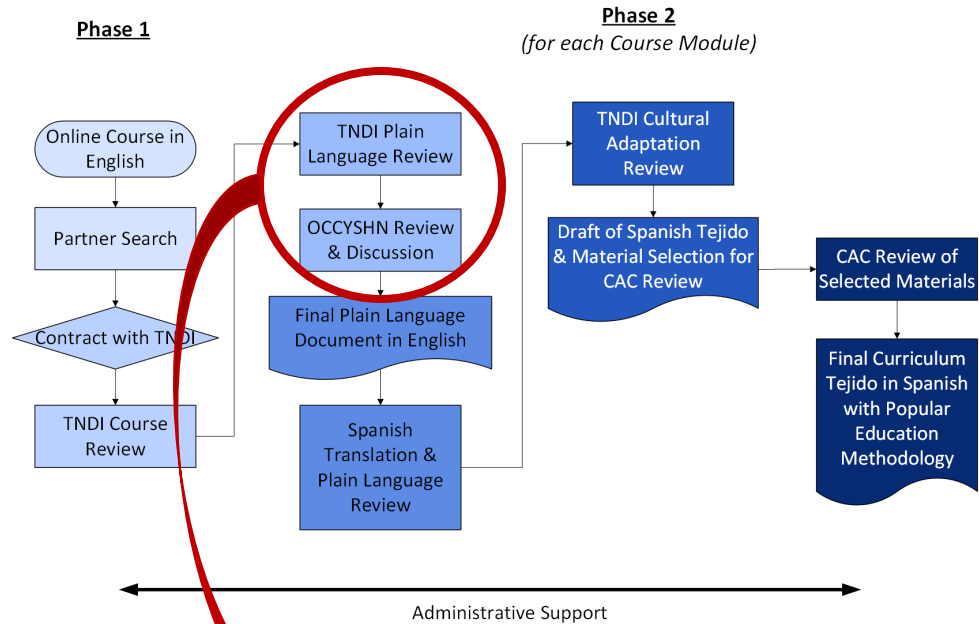 Phase 1
Phase 2
(for each Course Module)
Online Course in
English
Partner Search
Contract with TNDI
TNDI Course
Review
TNDI Plain
Language Review
OCCYSHN Review
& Discussion
Final Plain Language
Document in English
Spanish
Translation &
Plain Language
Review
TNDI Cultural
Adaptation
Review
Draft of Spanish Tejido
& Material Selection for
CAC Review
CAC Review of
Selected Materials
Final Curriculum
Tejido in Spanish
with Popular
Education
Methodology
Administrative Support